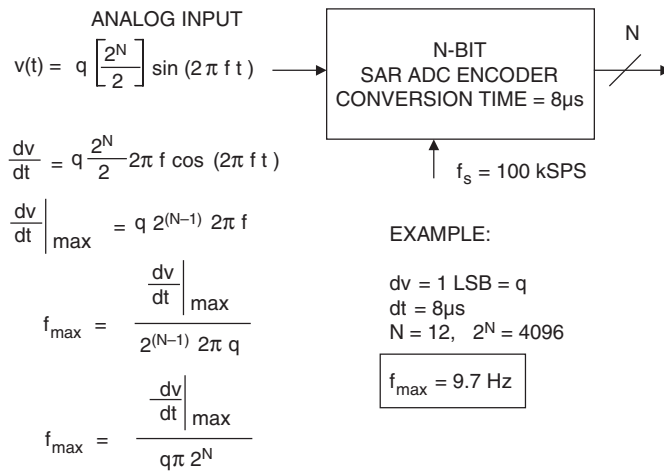 ANALOG INPUT
v(t) = q [2^N / 2] sin (2 π f t )
N-BIT
SAR ADC ENCODER
CONVERSION TIME = 8μs
N
f_s = 100 kSPS
dv/dt = q 2^N/2 2π f cos (2π f t )
dv/dt |max = q 2^(N–1) 2π f
f_max = dv/dt |max / 2^(N–1) 2π q
f_max = dv/dt |max / qπ 2^N
EXAMPLE:
dv = 1 LSB = q
dt = 8μs
N = 12, 2^N = 4096
f_max = 9.7 Hz